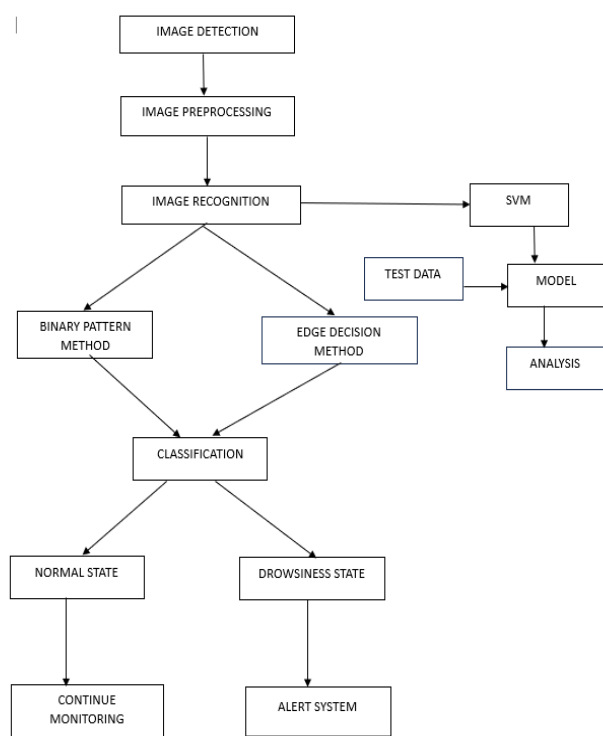 IMAGE DETECTION
IMAGE PREPROCESSING
IMAGE RECOGNITION
SVM
TEST DATA
MODEL
BINARY PATTERN
METHOD
EDGE DECISION
METHOD
ANALYSIS
CLASSIFICATION
NORMAL STATE
DROWSINESS STATE
CONTINUE
MONITORING
ALERT SYSTEM